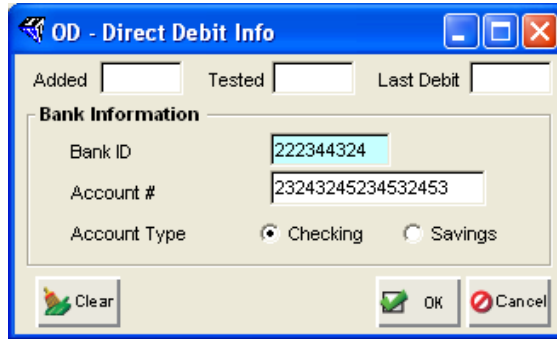 OD - Direct Debit Info
Added Tested Last Debit
Bank Information
Bank ID 222344324
Account # 23243245234532453
Account Type Checking Savings
Clear OK Cancel